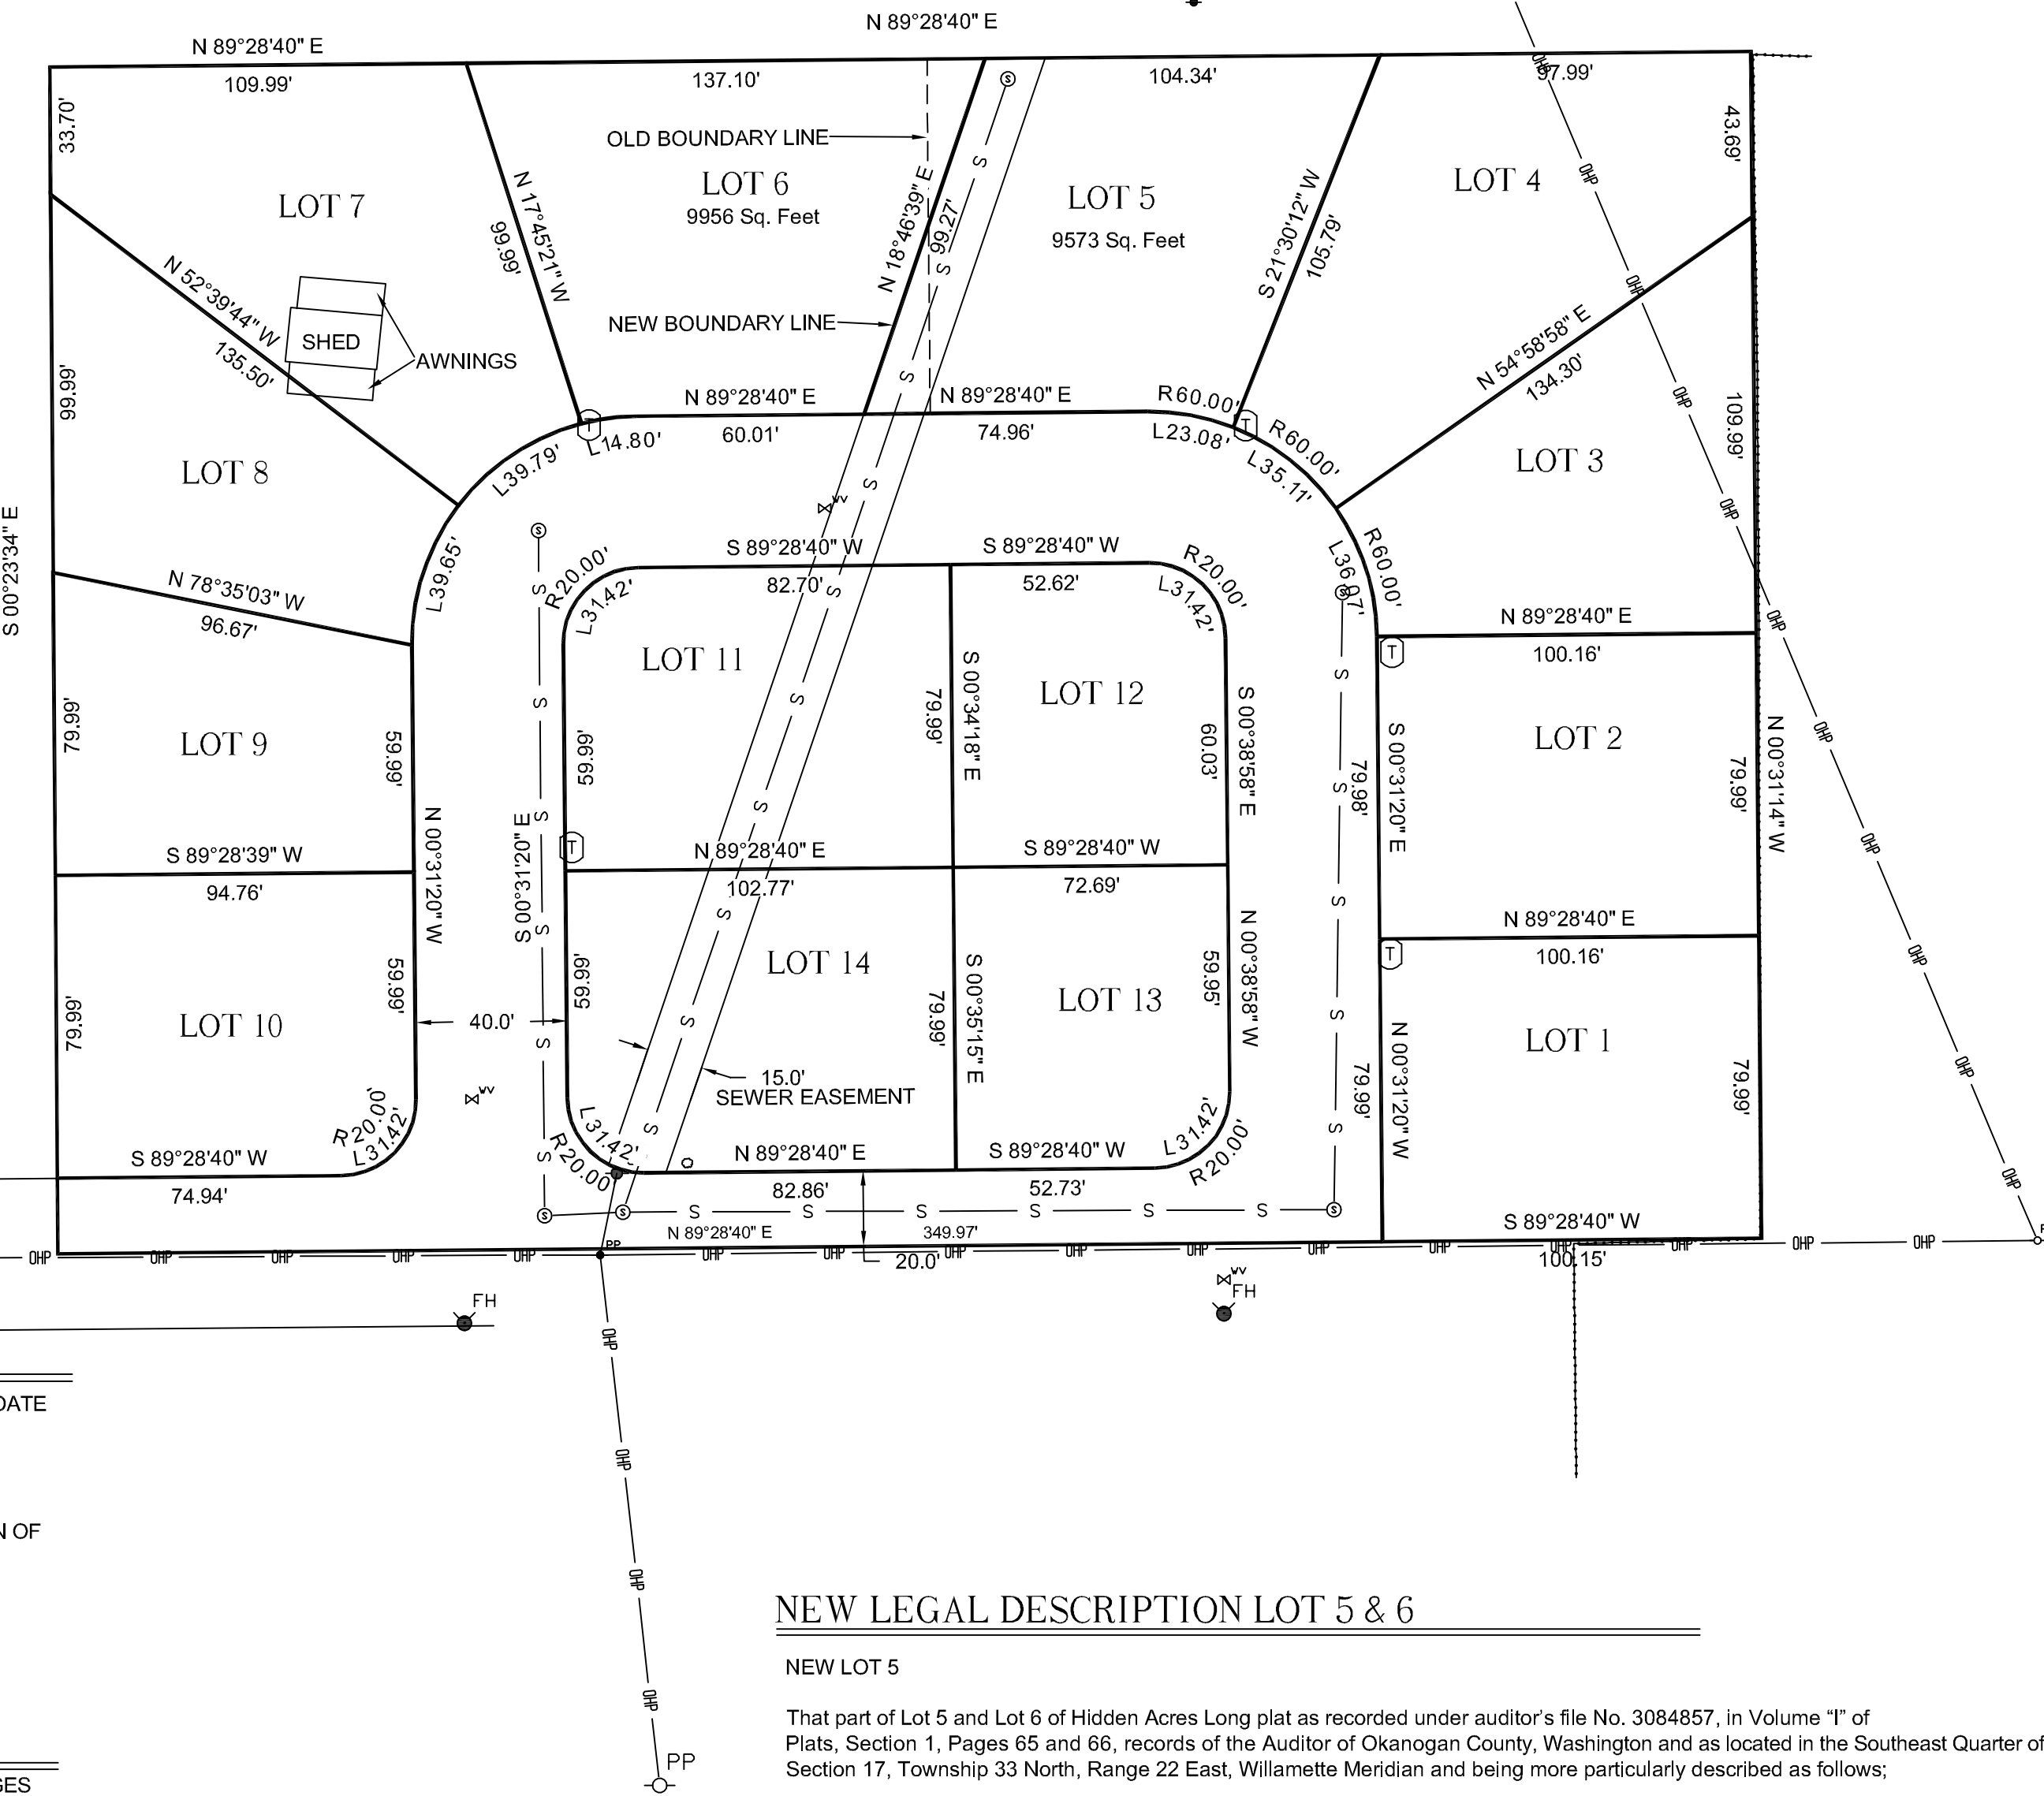 N 89°28'40" E
N 89°28'40" E
109.99'
137.10'
104.34'
97.99'
33.70'
43.69'
OLD BOUNDARY LINE
LOT 7
LOT 6
9956 Sq. Feet
LOT 5
9573 Sq. Feet
LOT 4
N 17°45'21" W
99.99'
N 18°46'39" E
99.27'
S 21°30'12" W
105.79'
N 52°39'44" W
135.50'
SHED
AWNINGS
NEW BOUNDARY LINE
N 54°58'58" E
134.30'
99.99'
109.99'
N 89°28'40" E
N 89°28'40" E
R60.00'
L14.80'
60.01'
74.96'
L23.08'
R60.00'
L35.11'
L39.79'
LOT 8
LOT 3
S 00°23'34" E
L39.65'
N 78°35'03" W
96.67'
WV
S 89°28'40" W
S 89°28'40" W
R20.00'
L31.42'
82.70'
52.62'
R20.00'
L31.42'
L36.07'
R60.00'
N 89°28'40" E
100.16'
LOT 11
LOT 12
LOT 9
LOT 2
79.99'
59.99'
59.99'
79.99'
S 00°34'18" E
60.03'
S 00°38'58" E
79.98'
S 00°31'20" E
79.99'
N 00°31'14" W
N 00°31'20" W
S 00°31'20" E
S 89°28'39" W
94.76'
N 89°28'40" E
102.77'
S 89°28'40" W
72.69'
N 89°28'40" E
100.16'
LOT 14
LOT 13
LOT 10
LOT 1
79.99'
59.99'
40.0'
59.99'
79.99'
S 00°35'15" E
59.95'
N 00°38'58" W
79.99'
N 00°31'20" W
79.99'
15.0'
SEWER EASEMENT
WV
R20.00'
L31.42'
L31.42'
R20.00'
L31.42'
R20.00'
S 89°28'40" W
74.94'
N 89°28'40" E
82.86'
S 89°28'40" W
52.73'
S 89°28'40" W
100.15'
N 89°28'40" E
349.97'
20.0'
PP
OHP
T
S
FH
WV
FH
DATE
N OF
GES
PP
NEW LEGAL DESCRIPTION LOT 5 & 6
NEW LOT 5
That part of Lot 5 and Lot 6 of Hidden Acres Long plat as recorded under auditor's file No. 3084857, in Volume “I” of
Plats, Section 1, Pages 65 and 66, records of the Auditor of Okanogan County, Washington and as located in the Southeast Quarter of
Section 17, Township 33 North, Range 22 East, Willamette Meridian and being more particularly described as follows;